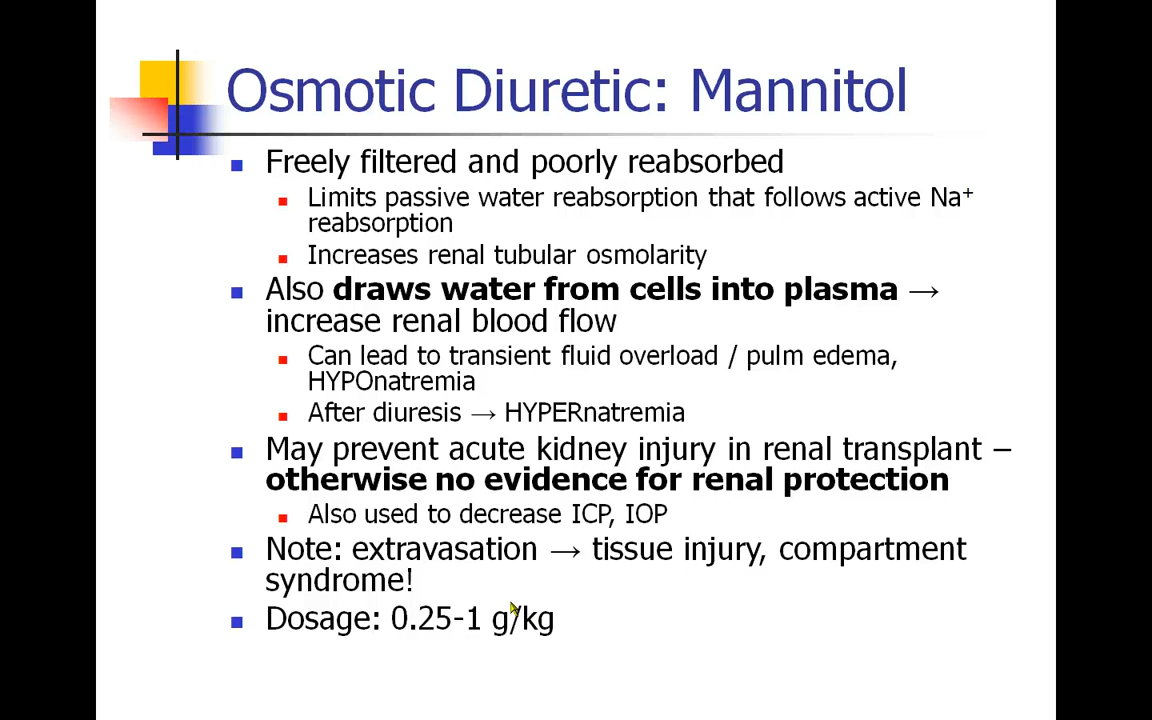 Osmotic Diuretic: Mannitol
Freely filtered and poorly reabsorbed
Limits passive water reabsorption that follows active Na⁺
reabsorption
Increases renal tubular osmolarity
Also draws water from cells into plasma →
increase renal blood flow
Can lead to transient fluid overload / pulm edema,
HYPOnatremia
After diuresis → HYPERnatremia
May prevent acute kidney injury in renal transplant –
otherwise no evidence for renal protection
Also used to decrease ICP, IOP
Note: extravasation → tissue injury, compartment
syndrome!
Dosage: 0.25-1 g/kg